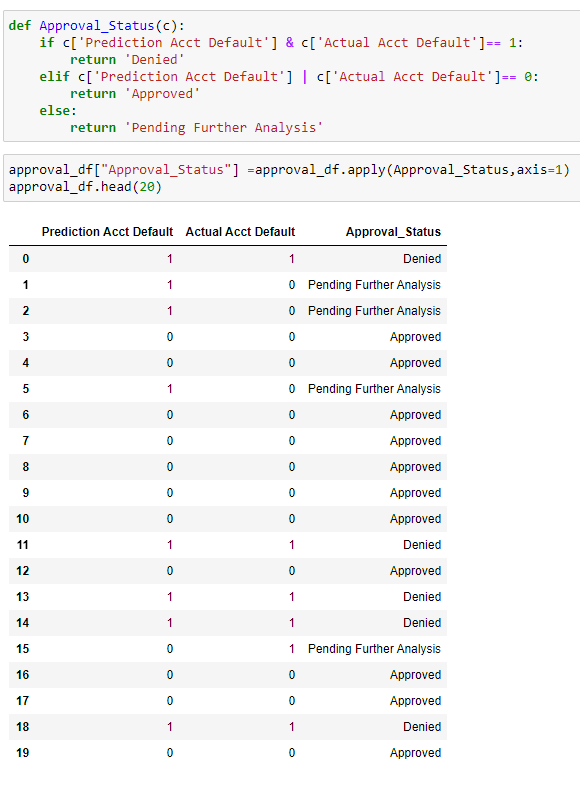 def Approval_Status(c):
    if c['Prediction Acct Default'] & c['Actual Acct Default']== 1:
        return 'Denied'
    elif c['Prediction Acct Default'] | c['Actual Acct Default']== 0:
        return 'Approved'
    else:
        return 'Pending Further Analysis'
approval_df["Approval_Status"] =approval_df.apply(Approval_Status,axis=1)
approval_df.head(20)
Prediction Acct Default Actual Acct Default Approval_Status
0 1 1 Denied
1 1 0 Pending Further Analysis
2 1 0 Pending Further Analysis
3 0 0 Approved
4 0 0 Approved
5 1 0 Pending Further Analysis
6 0 0 Approved
7 0 0 Approved
8 0 0 Approved
9 0 0 Approved
10 0 0 Approved
11 1 1 Denied
12 0 0 Approved
13 1 1 Denied
14 1 1 Denied
15 0 1 Pending Further Analysis
16 0 0 Approved
17 0 0 Approved
18 1 1 Denied
19 0 0 Approved